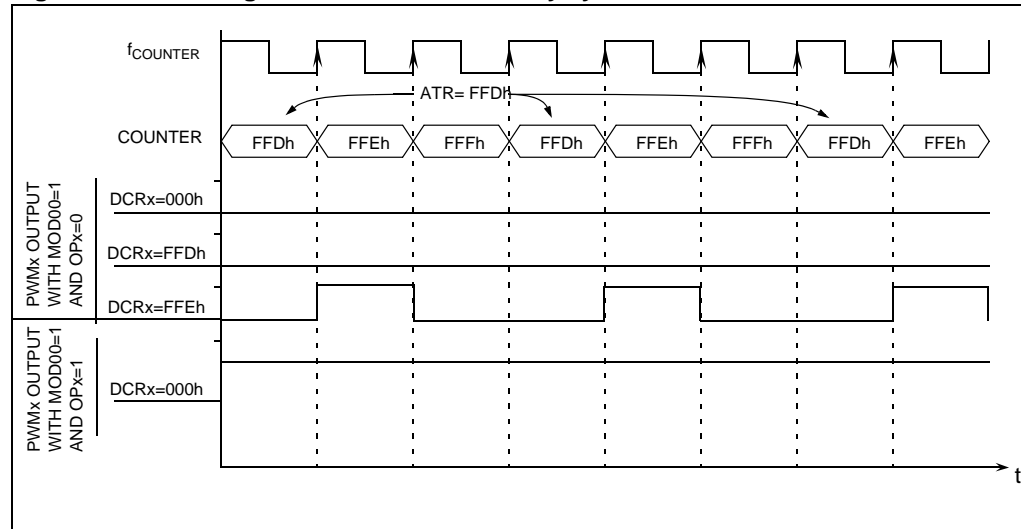 fCOUNTER
ATR= FFDh
COUNTER
FFDh FFEh FFFh FFDh FFEh FFFh FFDh FFEh
PWMx OUTPUT
WITH MOD00=1
AND OPx=0
DCRx=000h
DCRx=FFDh
DCRx=FFEh
PWMx OUTPUT
WITH MOD00=1
AND OPx=1
DCRx=000h
t